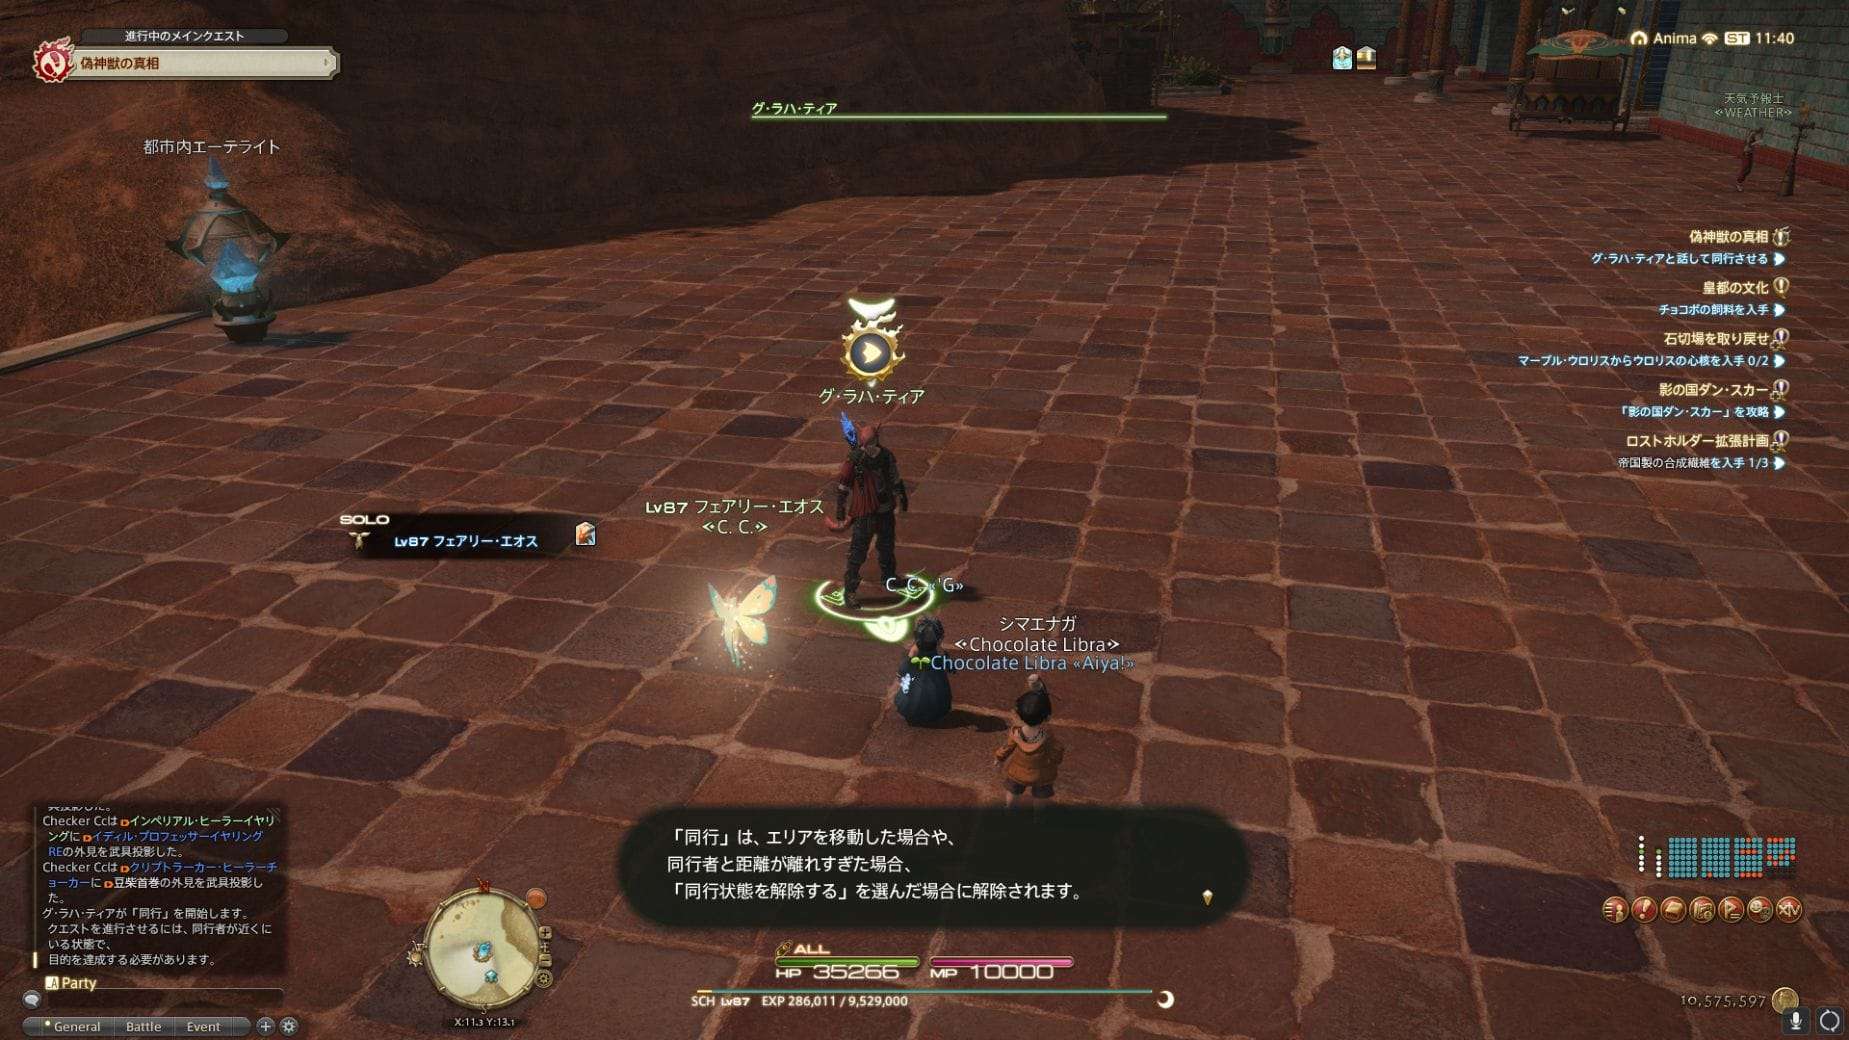 進行中のメインクエスト
偽神獣の真相
グ・ラハ・ティア
Anima ST 11:40
天気予報士
«WEATHER»
都市内エーテライト
偽神獣の真相
グ・ラハ・ティアと話して同行させる
皇都の文化
チョコボの飼料を入手
石切場を取り戻せ
マーブル・ウロリスからウロリスの心核を入手 0/2
影の国ダン・スカー
「影の国ダン・スカー」を攻略
ロストホルダー拡張計画
帝国製の合成繊維を入手 1/3
グ・ラハ・ティア
Lv87 フェアリー・エオス
«C. C.»
SOLO
Lv87 フェアリー・エオス
C. C. «'G»
シマエナガ
«Chocolate Libra»
Chocolate Libra «Aiya!»
「同行」は、エリアを移動した場合や、
同行者と距離が離れすぎた場合、
「同行状態を解除する」を選んだ場合に解除されます。
具投影した。
Checker Ccはインペリアル・ヒーラーイヤリ
ングにイディル・プロフェッサーイヤリング
REの外見を武具投影した。
Checker Ccはクリプトラーカー・ヒーラーチ
ョーカーに豆柴首巻の外見を武具投影し
た。
グ・ラハ・ティアが「同行」を開始します。
クエストを進行させるには、同行者が近くに
いる状態で、
目的を達成する必要があります。
Party
General Battle Event
X:11.3 Y:13.1
ALL
HP 35266 MP 10000
SCH Lv87 EXP 286,011 / 9,529,000
10,575,597
XIV